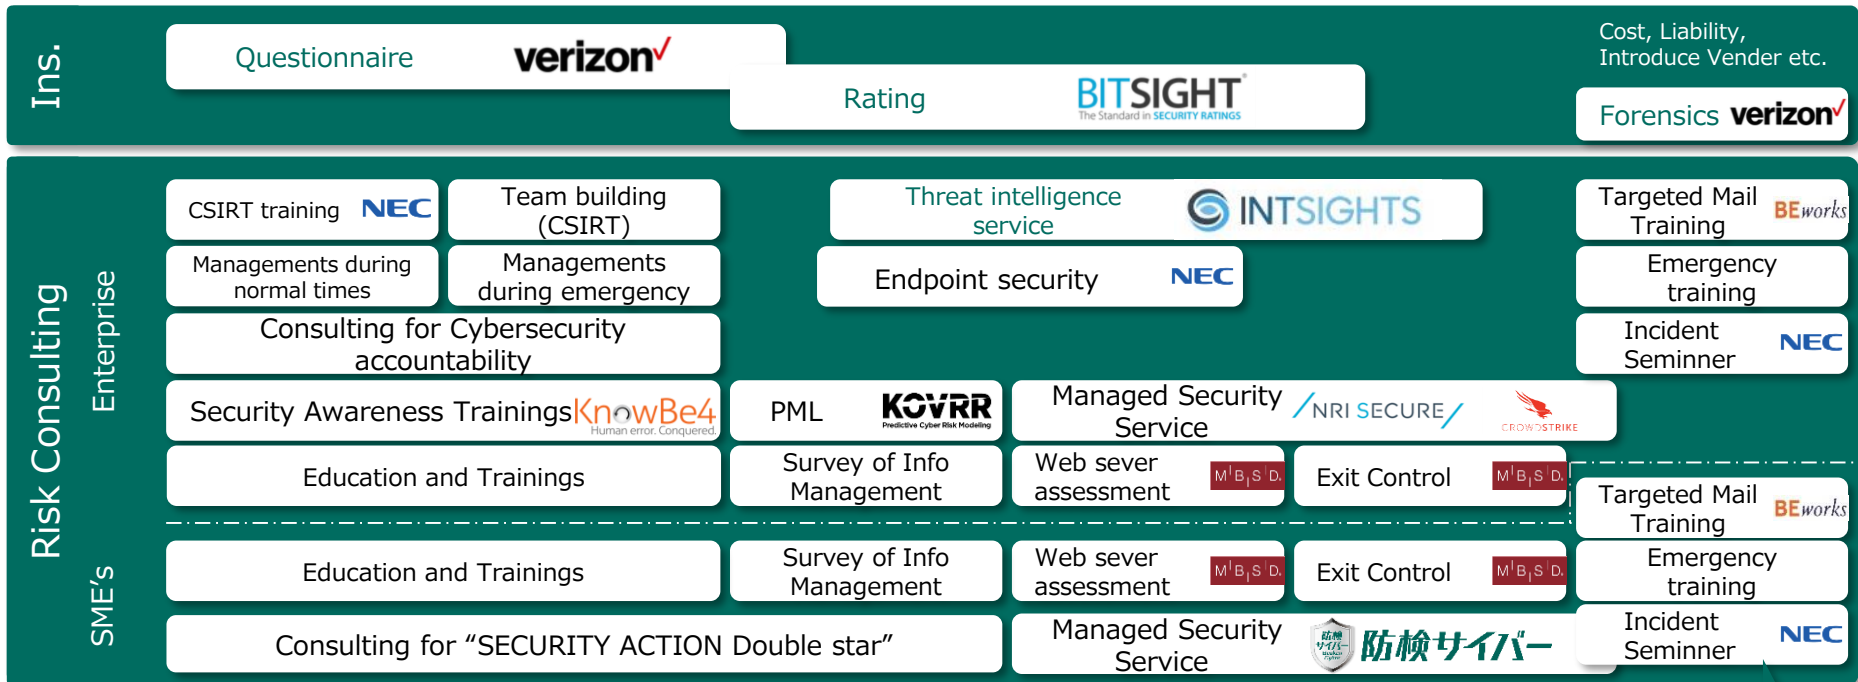 Ins.
Questionnaire verizon✓
Rating BITSIGHT
The Standard in SECURITY RATINGS
Cost, Liability,
Introduce Vender etc.
Forensics verizon✓
Risk Consulting
Enterprise
CSIRT training NEC
Team building
(CSIRT)
Threat intelligence
service
INTSIGHTS
Targeted Mail
Training
BEworks
Managements during
normal times
Managements
during emergency
Endpoint security NEC
Emergency
training
Consulting for Cybersecurity
accountability
Incident
Seminner
NEC
Security Awareness Trainings KnowBe4
Human error. Conquered.
PML KOVRR
Predictive Cyber Risk Modeling
Managed Security
Service
NRI SECURE
CROWDSTRIKE
Education and Trainings
Survey of Info
Management
Web sever
assessment
M B S D.
Exit Control M B S D.
Targeted Mail
Training
BEworks
SME's
Education and Trainings
Survey of Info
Management
Web sever
assessment
M B S D.
Exit Control M B S D.
Emergency
training
Consulting for “SECURITY ACTION Double star”
Managed Security
Service
防検
サイバー
防検サイバー
Incident
Seminner
NEC